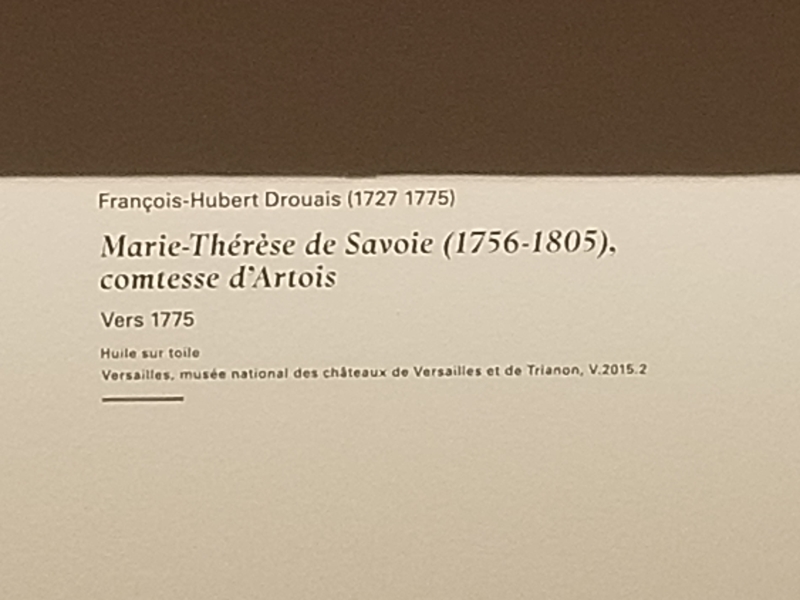 François-Hubert Drouais (1727 1775)
Marie-Thérèse de Savoie (1756-1805),
comtesse d'Artois
Vers 1775
Huile sur toile
Versailles, musée national des châteaux de Versailles et de Trianon, V.2015.2